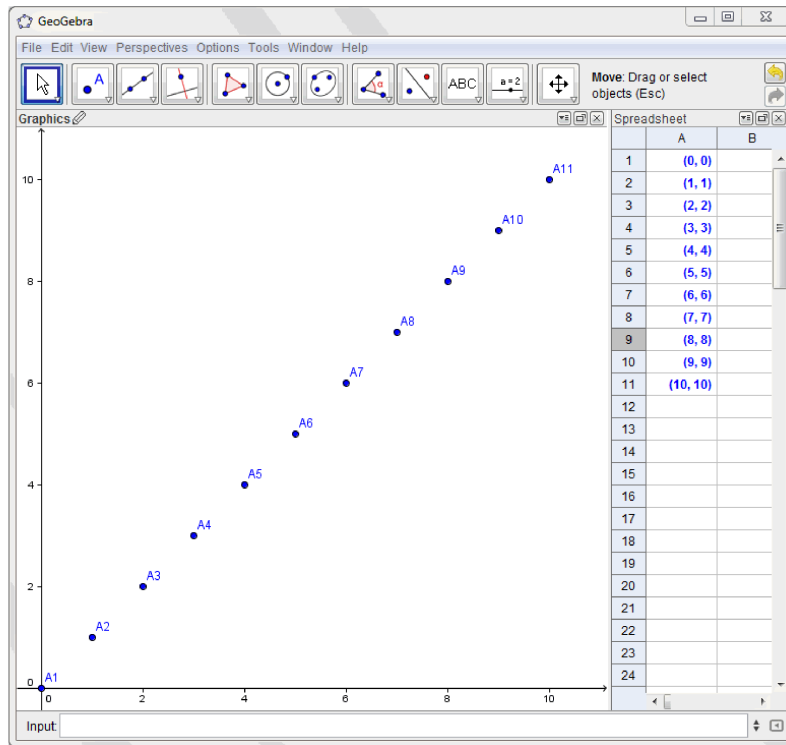 GeoGebra
File Edit View Perspectives Options Tools Window Help
A
ABC
a=2
α
Move: Drag or select
objects (Esc)
Graphics
Spreadsheet
A B
1 (0, 0)
2 (1, 1)
3 (2, 2)
4 (3, 3)
5 (4, 4)
6 (5, 5)
7 (6, 6)
8 (7, 7)
9 (8, 8)
10 (9, 9)
11 (10, 10)
12
13
14
15
16
17
18
19
20
21
22
23
24
10
8
6
4
2
0
A11
A10
A9
A8
A7
A6
A5
A4
A3
A2
A1
0 2 4 6 8 10
Input: